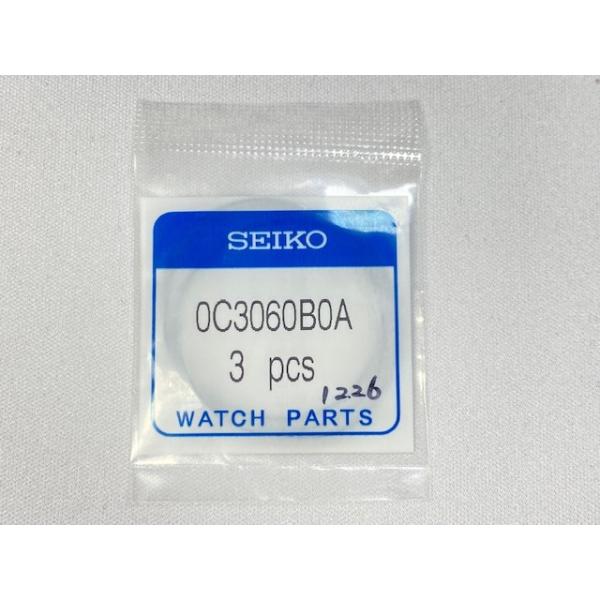 SEIKO
0C3060B0A
3 pcs
1226
WATCH PARTS